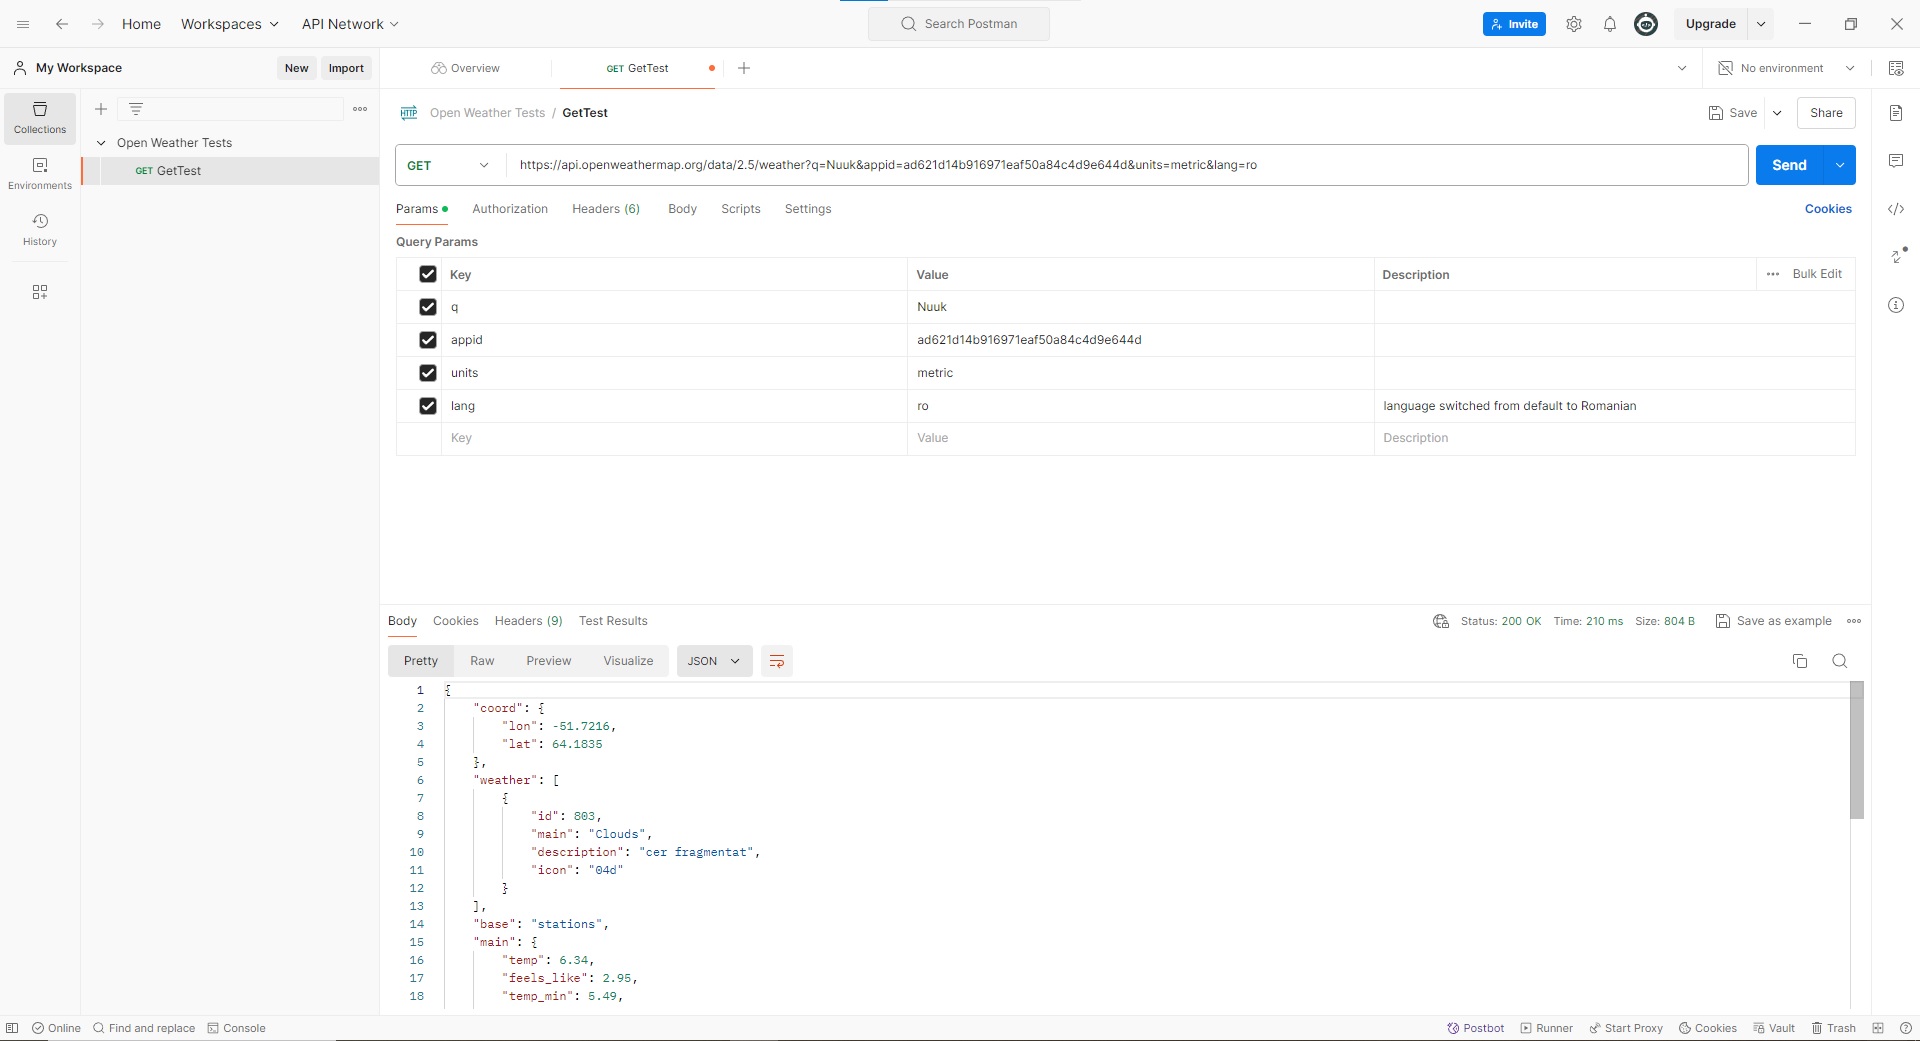 Home Workspaces API Network Search Postman Invite Upgrade
My Workspace New Import Overview GET GetTest No environment
Collections
Environments
History
Open Weather Tests
GET GetTest
HTTP Open Weather Tests / GetTest Save Share
GET https://api.openweathermap.org/data/2.5/weather?q=Nuuk&appid=ad621d14b916971eaf50a84c4d9e644d&units=metric&lang=ro Send
Params Authorization Headers (6) Body Scripts Settings Cookies
Query Params
Key Value Description Bulk Edit
q Nuuk
appid ad621d14b916971eaf50a84c4d9e644d
units metric
lang ro language switched from default to Romanian
Key Value Description
Body Cookies Headers (9) Test Results Status: 200 OK Time: 210 ms Size: 804 B Save as example
Pretty Raw Preview Visualize JSON
1 {
2 "coord": {
3 "lon": -51.7216,
4 "lat": 64.1835
5 },
6 "weather": [
7 {
8 "id": 803,
9 "main": "Clouds",
10 "description": "cer fragmentat",
11 "icon": "04d"
12 }
13 ],
14 "base": "stations",
15 "main": {
16 "temp": 6.34,
17 "feels_like": 2.95,
18 "temp_min": 5.49,
Online Find and replace Console Postbot Runner Start Proxy Cookies Vault Trash